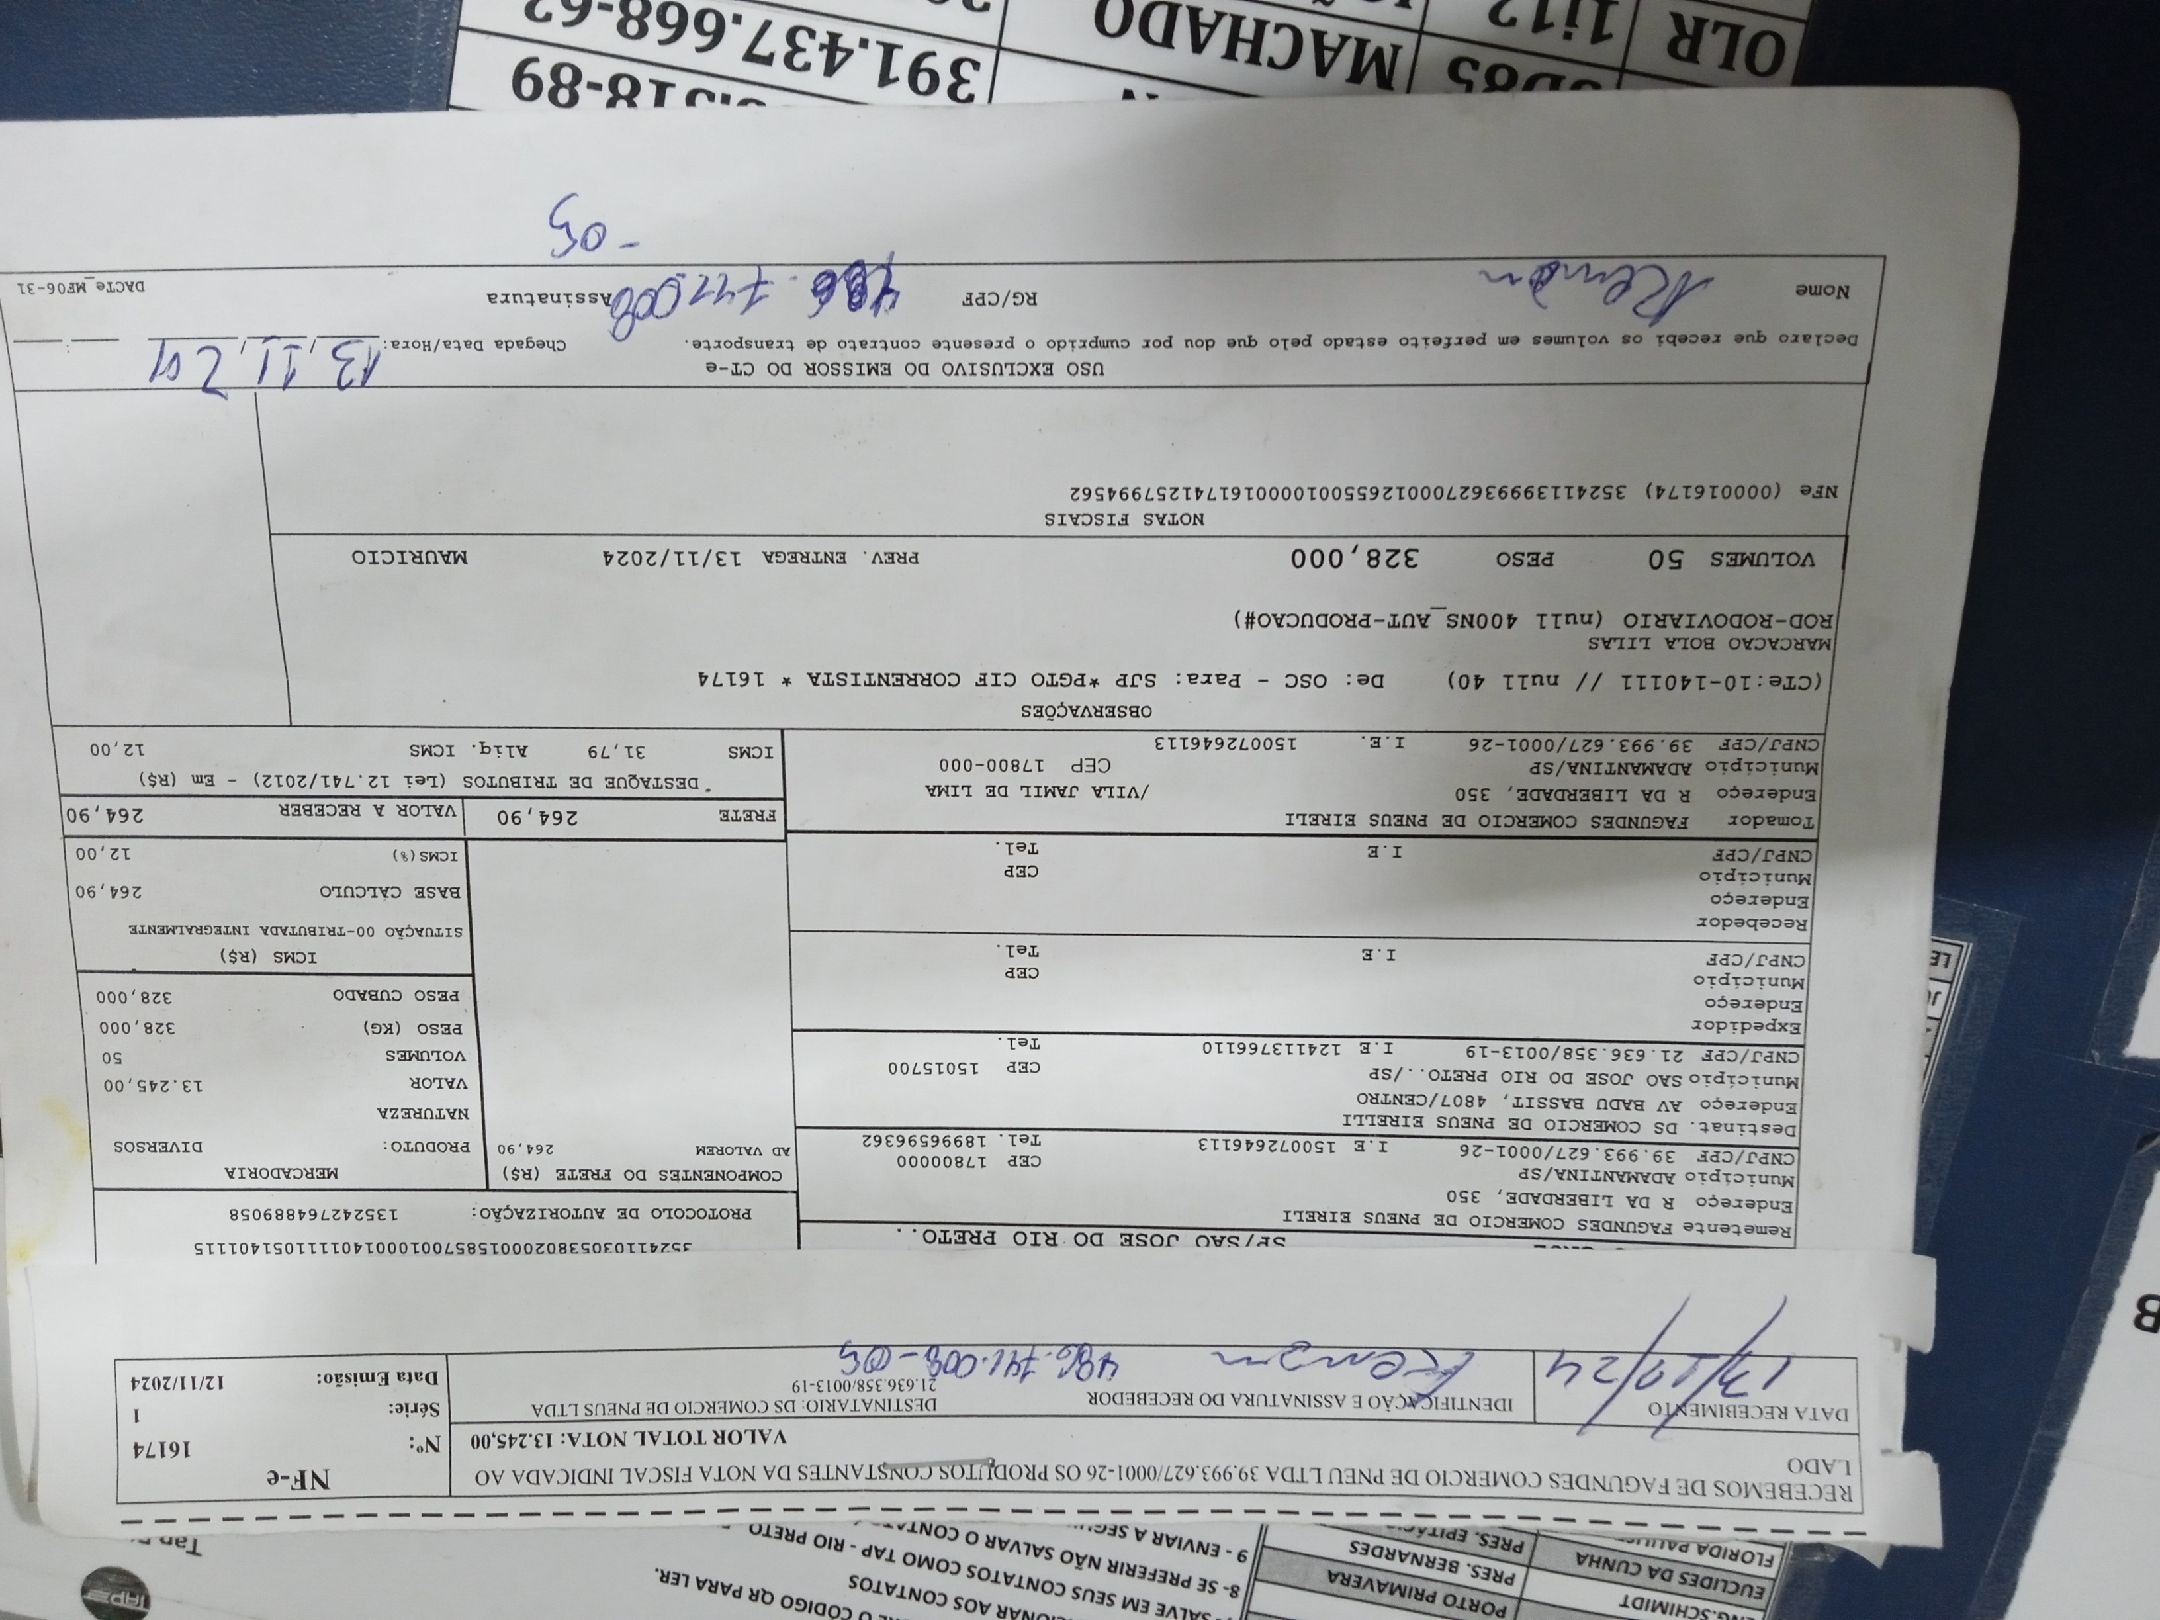 RECEBEMOS DE FAGUNDES COMERCIO DE PNEU LTDA 39.993.627/0001-26 OS PRODUTOS CONSTANTES DA NOTA FISCAL INDICADA AO
LADO
VALOR TOTAL NOTA: 13.245,00
NF-e
Nº: 16174
Série: 1
Data Emisão: 12/11/2024
DATA RECEBIMENTO
IDENTIFICAÇÃO E ASSINATURA DO RECEBEDOR
DESTINATARIO: DS COMERCIO DE PNEUS LTDA
21.636.358/0013-19
486.741.008-05
SP/SAO JOSE DO RIO PRETO..
35241103053802000158570010001401111051401115
PROTOCOLO DE AUTORIZAÇÃO: 135242764889058
Remetente FAGUNDES COMERCIO DE PNEUS EIRELI
Endereço R DA LIBERDADE, 350
Município ADAMANTINA/SP CEP 17800000
CNPJ/CPF 39.993.627/0001-26 I.E 150072646113 Tel. 18996596362
Destinat. DS COMERCIO DE PNEUS EIRELLI
Endereço AV BADU BASSIT, 4807/CENTRO
Município SAO JOSE DO RIO PRETO../SP CEP 15015700
CNPJ/CPF 21.636.358/0013-19 I.E 124113766110 Tel.
Expedidor
Endereço
Município CEP
CNPJ/CPF I.E Tel.
Recebedor
Endereço
Município CEP
CNPJ/CPF I.E Tel.
Tomador FAGUNDES COMERCIO DE PNEUS EIRELI
Endereço R DA LIBERDADE, 350 /VILA JAMIL DE LIMA
Município ADAMANTINA/SP CEP 17800-000
CNPJ/CPF 39.993.627/0001-26 I.E. 150072646113
COMPONENTES DO FRETE (R$)
AD VALOREM 264,90
MERCADORIA
PRODUTO: DIVERSOS
NATUREZA
VALOR 13.245,00
VOLUMES 50
PESO (KG) 328,000
PESO CUBADO 328,000
ICMS (R$)
SITUAÇÃO 00-TRIBUTADA INTEGRALMENTE
BASE CÁLCULO 264,90
ICMS(%) 12,00
FRETE 264,90 VALOR A RECEBER 264,90
*DESTAQUE DE TRIBUTOS (Lei 12.741/2012) - Em (R$)
ICMS 31,79 Aliq. ICMS 12,00
OBSERVAÇÕES
(CTe:10-140111 // null 40) De: OSC - Para: SJP *PGTO CIF CORRENTISTA * 16174
MARCACAO BOLA LILAS
ROD-RODOVIARIO (null 400NS_AUT-PRODUCAO#)
VOLUMES 50 PESO 328,000 PREV. ENTREGA 13/11/2024 MAURICIO
NOTAS FISCAIS
NFe (000016174) 35241139993627000126550010000161741257994562
USO EXCLUSIVO DO EMISSOR DO CT-e
Declaro que recebi os volumes em perfeito estado pelo que dou por cumprido o presente contrato de transporte. Chegada Data/Hora: 13, 11, 24
Nome RG/CPF 486.741.008 Assinatura
-05
DACTe_MF06-31
OLR
MACHADO 391.437.668-62
FLORIDA PAULIS
EUCLIDES DA CUNHA
PRES. BERNARDES
PORTO PRIMAVERA
9 - ENVIAR A
8- SE PREFERIR NÃO SALVAR O
SALVE EM SEUS CONTATOS COMO TAP - RIO PRETO
AOS CONTATOS
O CODIGO QR PARA LER.
TAP
B